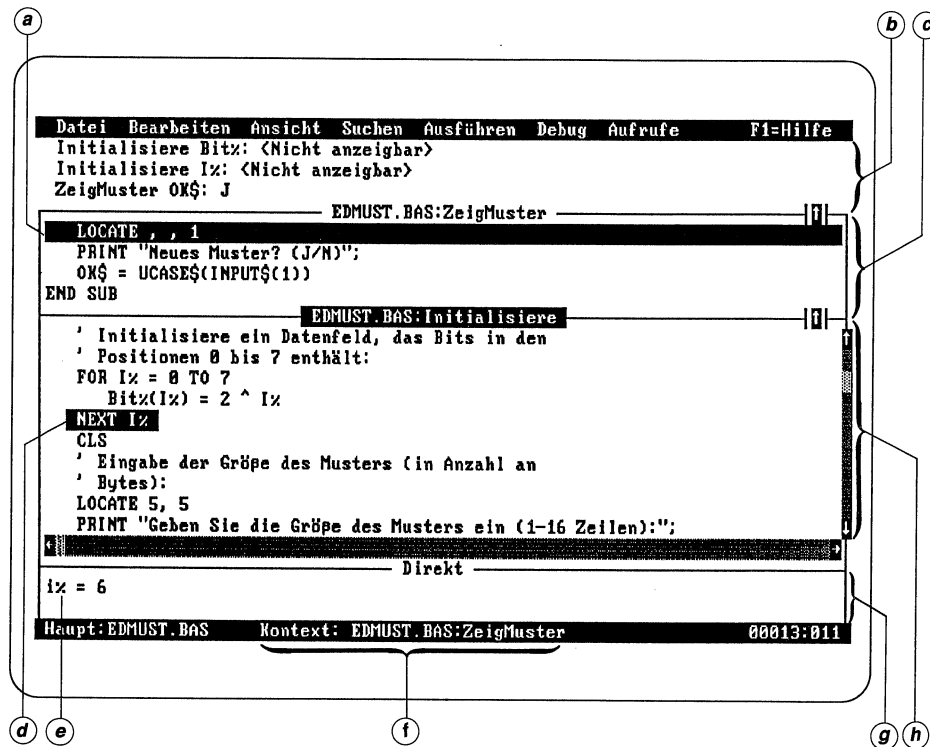 a
b
c
Datei Bearbeiten Ansicht Suchen Ausführen Debug Aufrufe F1=Hilfe
Initialisiere Bit%: <Nicht anzeigbar>
Initialisiere I%: <Nicht anzeigbar>
ZeigMuster OK$: J
EDMUST.BAS:ZeigMuster
LOCATE , , 1
PRINT "Neues Muster? (J/N)";
OK$ = UCASE$(INPUT$(1))
END SUB
EDMUST.BAS:Initialisiere
' Initialisiere ein Datenfeld, das Bits in den
' Positionen 0 bis 7 enthält:
FOR I% = 0 TO 7
Bit%(I%) = 2 ^ I%
NEXT I%
CLS
' Eingabe der Größe des Musters (in Anzahl an
' Bytes):
LOCATE 5, 5
PRINT "Geben Sie die Größe des Musters ein (1-16 Zeilen):";
Direkt
i% = 6
Haupt:EDMUST.BAS Kontext: EDMUST.BAS:ZeigMuster 00013:011
d
e
f
g
h